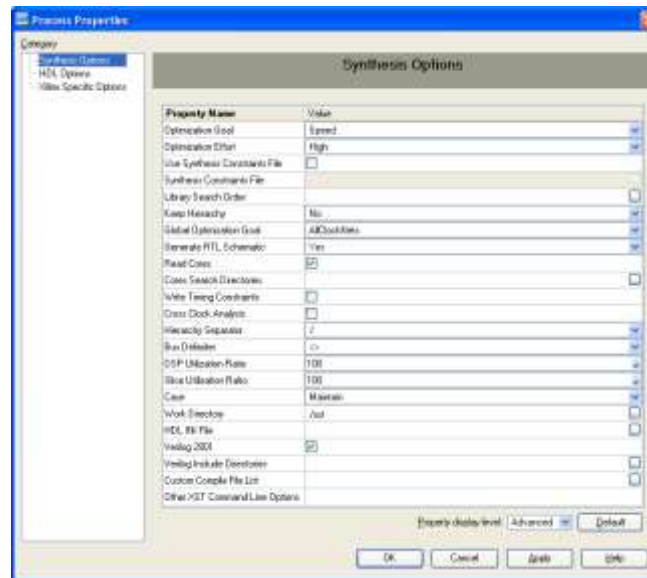 Process Properties
Category
Synthesis Options
HDL Options
Xilinx Specific Options
Synthesis Options
Property Name Value
Optimization Goal Speed
Optimization Effort High
Use Synthesis Constraints File
Synthesis Constraints File
Library Search Order
Keep Hierarchy No
Global Optimization Goal AllClockNets
Generate RTL Schematic Yes
Read Cores
Cores Search Directories
Write Timing Constraints
Cross Clock Analysis
Hierarchy Separator /
Bus Delimiter <>
DSP Utilization Ratio 100
Slice Utilization Ratio 100
Case Maintain
Work Directory ./xst
HDL INI File
Verilog 2001
Verilog Include Directories
Custom Compile File List
Other XST Command Line Options
Property display level: Advanced Default
OK Cancel Apply Help